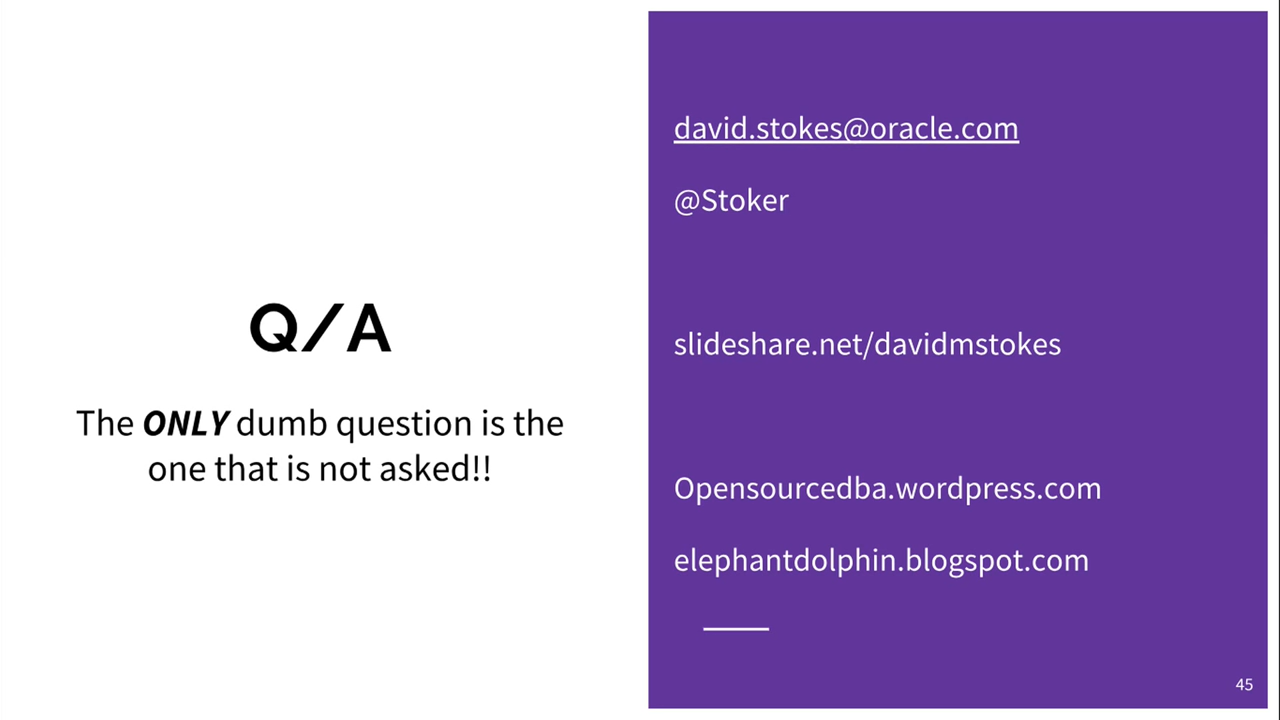 Q/A
The ONLY dumb question is the
one that is not asked!!
david.stokes@oracle.com
@Stoker
slideshare.net/davidmstokes
Opensourcedba.wordpress.com
elephantdolphin.blogspot.com
45